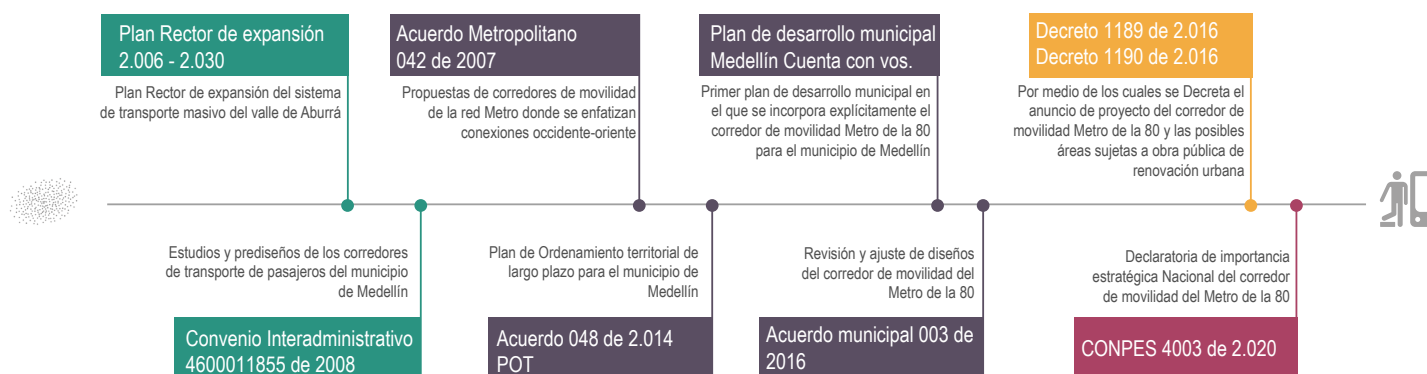 Plan Rector de expansión
2.006 - 2.030
Plan Rector de expansión del sistema
de transporte masivo del valle de Aburrá
Acuerdo Metropolitano
042 de 2007
Propuestas de corredores de movilidad
de la red Metro donde se enfatizan
conexiones occidente-oriente
Plan de desarrollo municipal
Medellín Cuenta con vos.
Primer plan de desarrollo municipal en
el que se incorpora explícitamente el
corredor de movilidad Metro de la 80
para el municipio de Medellín
Decreto 1189 de 2.016
Decreto 1190 de 2.016
Por medio de los cuales se Decreta el
anuncio de proyecto del corredor de
movilidad Metro de la 80 y las posibles
áreas sujetas a obra pública de
renovación urbana
Estudios y prediseños de los corredores
de transporte de pasajeros del municipio
de Medellín
Convenio Interadministrativo
4600011855 de 2008
Plan de Ordenamiento territorial de
largo plazo para el municipio de
Medellín
Acuerdo 048 de 2.014
POT
Revisión y ajuste de diseños
del corredor de movilidad del
Metro de la 80
Acuerdo municipal 003 de
2016
Declaratoria de importancia
estratégica Nacional del corredor
de movilidad del Metro de la 80
CONPES 4003 de 2.020